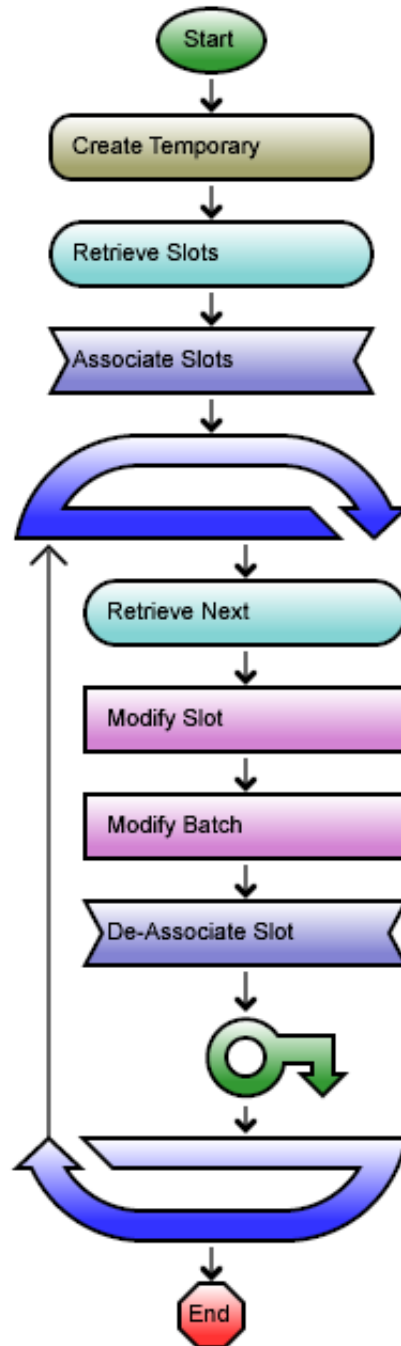 Start
Create Temporary
Retrieve Slots
Associate Slots
Retrieve Next
Modify Slot
Modify Batch
De-Associate Slot
End